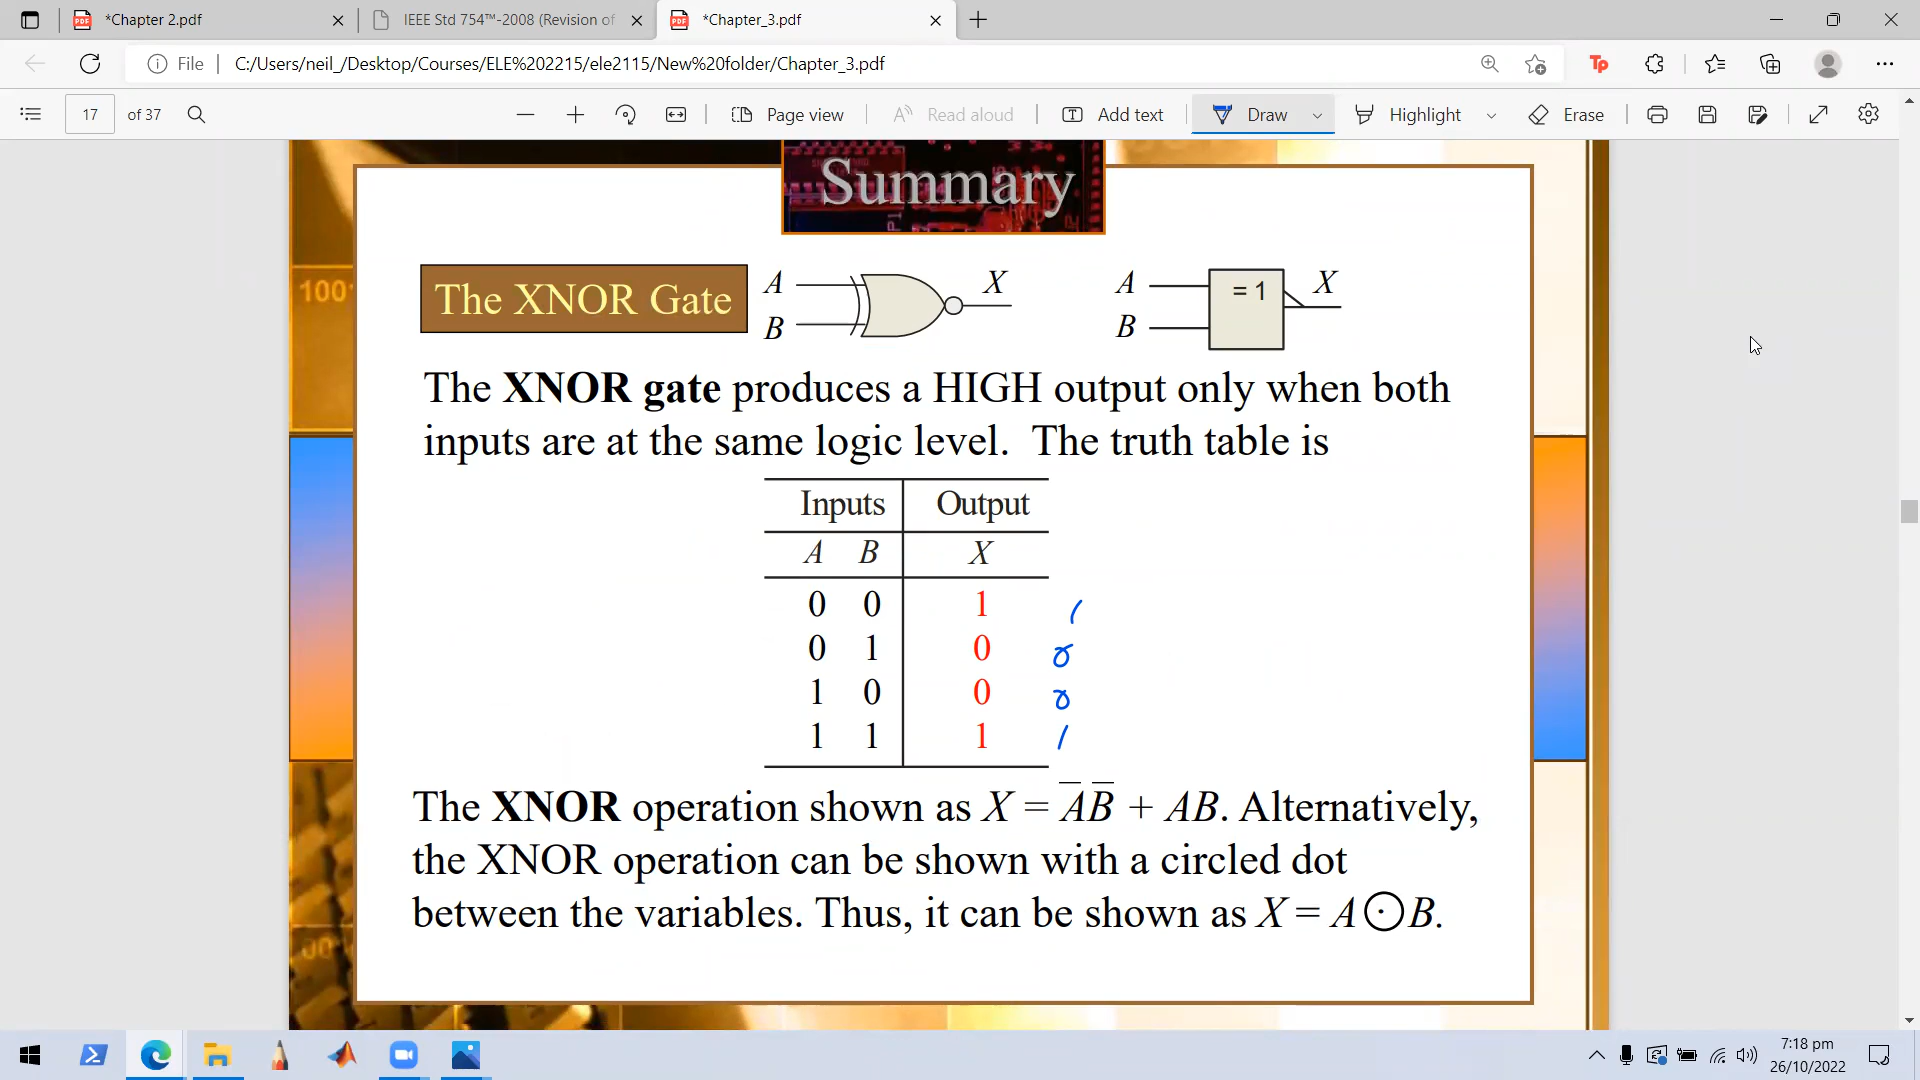 *Chapter 2.pdf
IEEE Std 754™-2008 (Revision of
*Chapter_3.pdf
File
C:/Users/neil_/Desktop/Courses/ELE%202215/ele2115/New%20folder/Chapter_3.pdf
Tp
17 of 37
Page view
Read aloud
Add text
Draw
Highlight
Erase
Summary
The XNOR Gate
A X
B
A = 1 X
B
The XNOR gate produces a HIGH output only when both
inputs are at the same logic level. The truth table is
Inputs Output
A B X
0 0 1 1
0 1 0 0
1 0 0 0
1 1 1 1
The XNOR operation shown as X = A̅B̅ + AB. Alternatively,
the XNOR operation can be shown with a circled dot
between the variables. Thus, it can be shown as X = A ⊙ B.
7:18 pm
26/10/2022